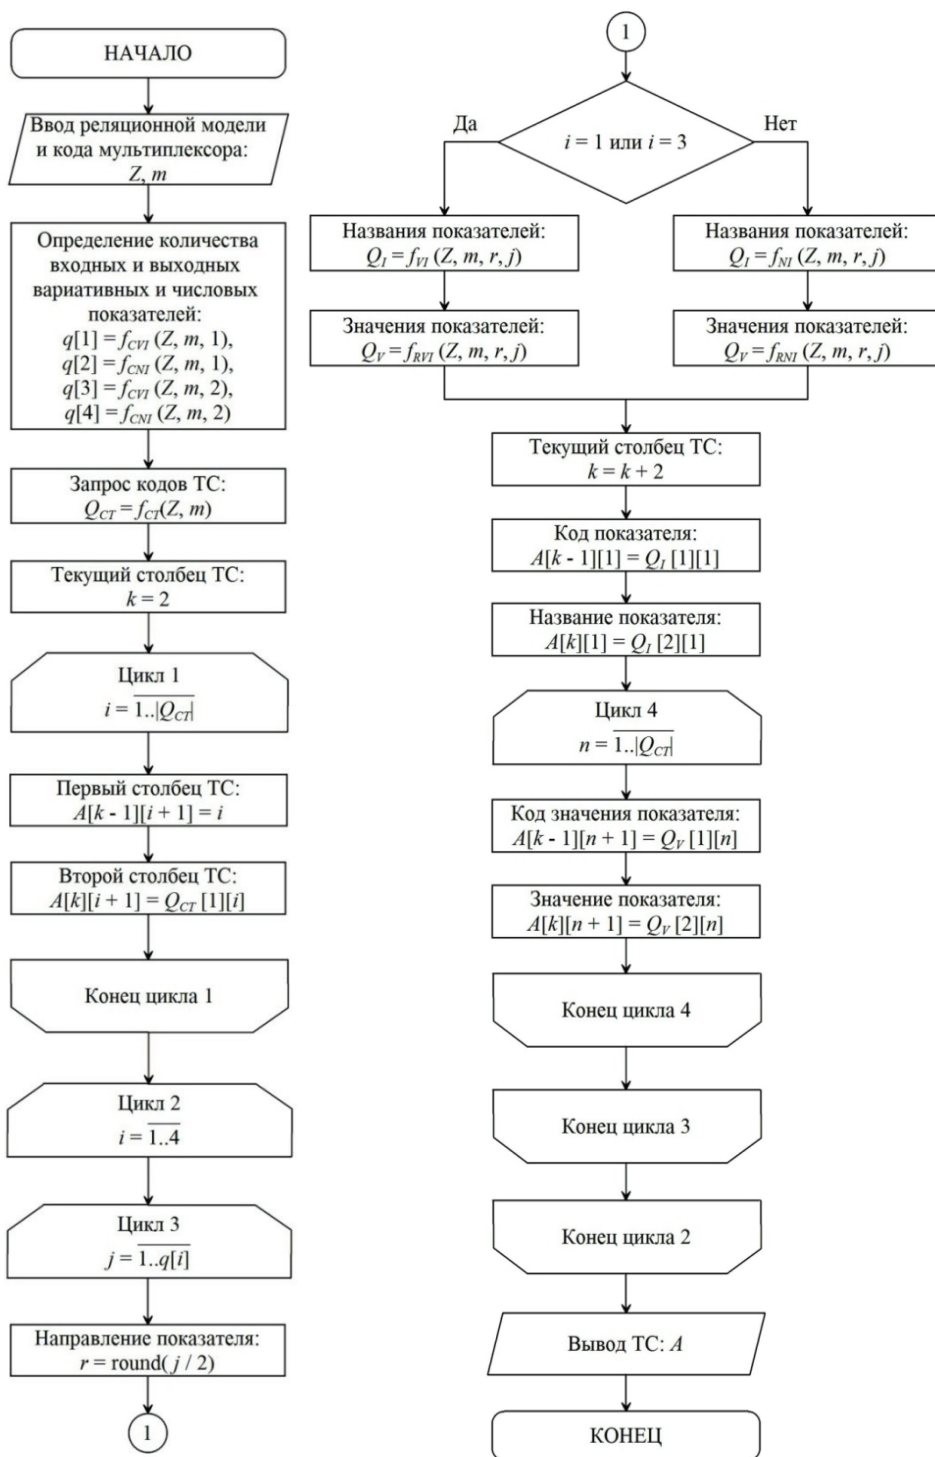 НАЧАЛО
Ввод реляционной модели
и кода мультиплексора:
Z, m
Определение количества
входных и выходных
вариативных и числовых
показателей:
q[1] = f_CVI (Z, m, 1),
q[2] = f_CNI (Z, m, 1),
q[3] = f_CVI (Z, m, 2),
q[4] = f_CNI (Z, m, 2)
Запрос кодов ТС:
Q_CT = f_CT(Z, m)
Текущий столбец ТС:
k = 2
Цикл 1
i = 1..|Q_CT|
Первый столбец ТС:
A[k - 1][i + 1] = i
Второй столбец ТС:
A[k][i + 1] = Q_CT [1][i]
Конец цикла 1
Цикл 2
i = 1..4
Цикл 3
j = 1..q[i]
Направление показателя:
r = round( j / 2)
1
1
i = 1 или i = 3
Да
Нет
Названия показателей:
Q_I = f_VI (Z, m, r, j)
Значения показателей:
Q_V = f_RVI (Z, m, r, j)
Названия показателей:
Q_I = f_NI (Z, m, r, j)
Значения показателей:
Q_V = f_RNI (Z, m, r, j)
Текущий столбец ТС:
k = k + 2
Код показателя:
A[k - 1][1] = Q_I [1][1]
Название показателя:
A[k][1] = Q_I [2][1]
Цикл 4
n = 1..|Q_CT|
Код значения показателя:
A[k - 1][n + 1] = Q_V [1][n]
Значение показателя:
A[k][n + 1] = Q_V [2][n]
Конец цикла 4
Конец цикла 3
Конец цикла 2
Вывод ТС: A
КОНЕЦ